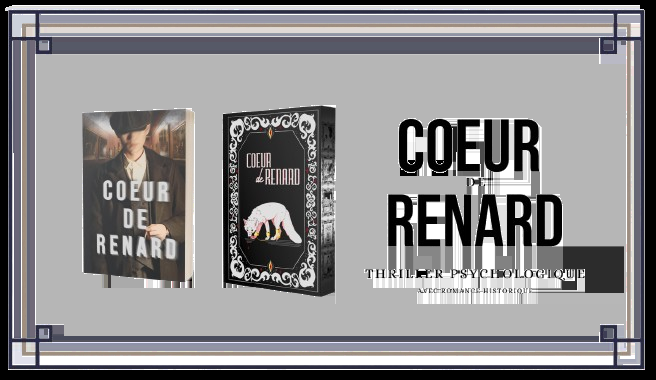 COEUR
DE
RENARD
COEUR
de RENARD
COEUR
DE
RENARD
THRILLER PSYCHOLOGIQUE
AVEC ROMANCE HISTORIQUE